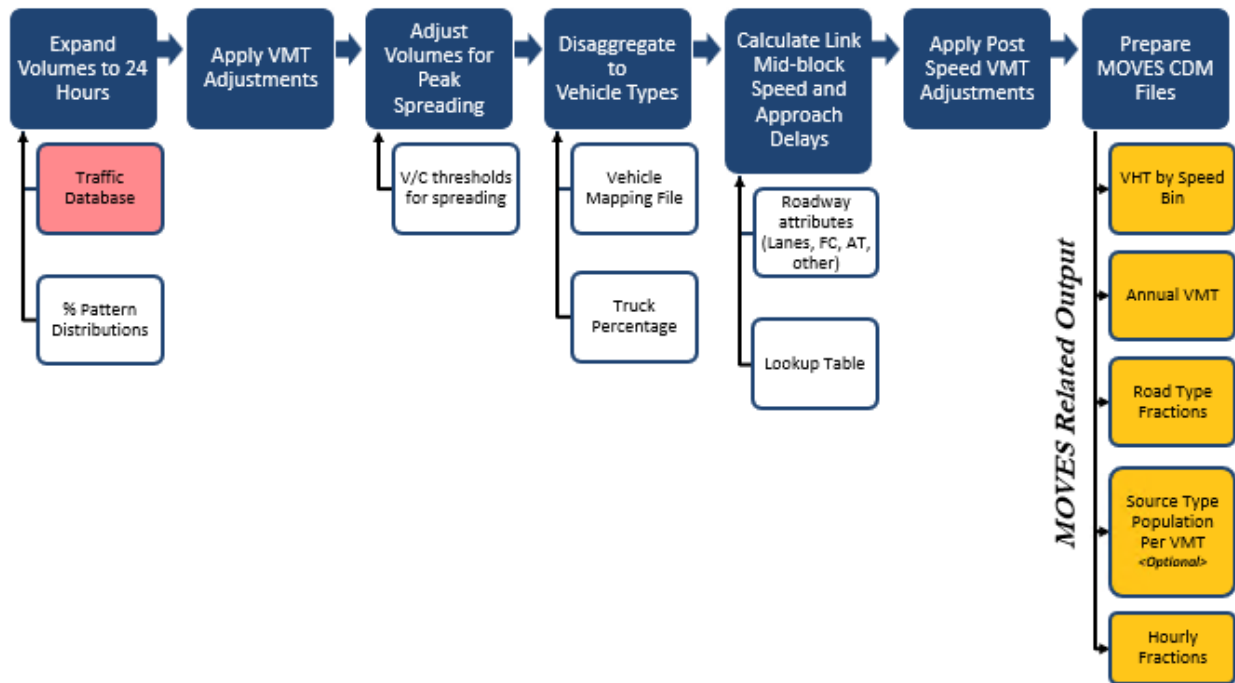 Expand
Volumes to 24
Hours
Apply VMT
Adjustments
Adjust
Volumes for
Peak
Spreading
Disaggregate
to
Vehicle Types
Calculate Link
Mid-block
Speed and
Approach
Delays
Apply Post
Speed VMT
Adjustments
Prepare
MOVES CDM
Files
Traffic
Database
% Pattern
Distributions
V/C thresholds
for spreading
Vehicle
Mapping File
Truck
Percentage
Roadway
attributes
(Lanes, FC, AT,
other)
Lookup Table
MOVES Related Output
VHT by Speed
Bin
Annual VMT
Road Type
Fractions
Source Type
Population
Per VMT
<Optional>
Hourly
Fractions